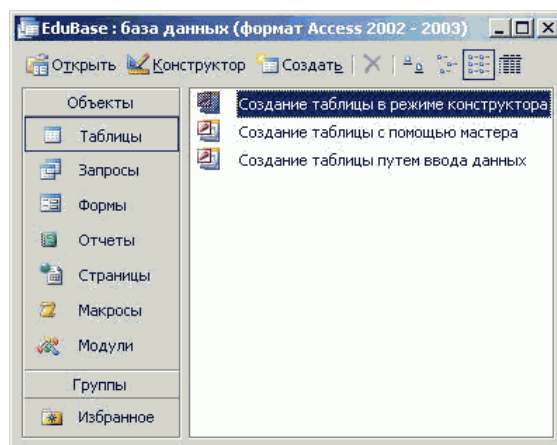 EduBase : база данных (формат Access 2002 - 2003)
Открыть Конструктор Создать
Объекты
Таблицы
Запросы
Формы
Отчеты
Страницы
Макросы
Модули
Группы
Избранное
Создание таблицы в режиме конструктора
Создание таблицы с помощью мастера
Создание таблицы путем ввода данных